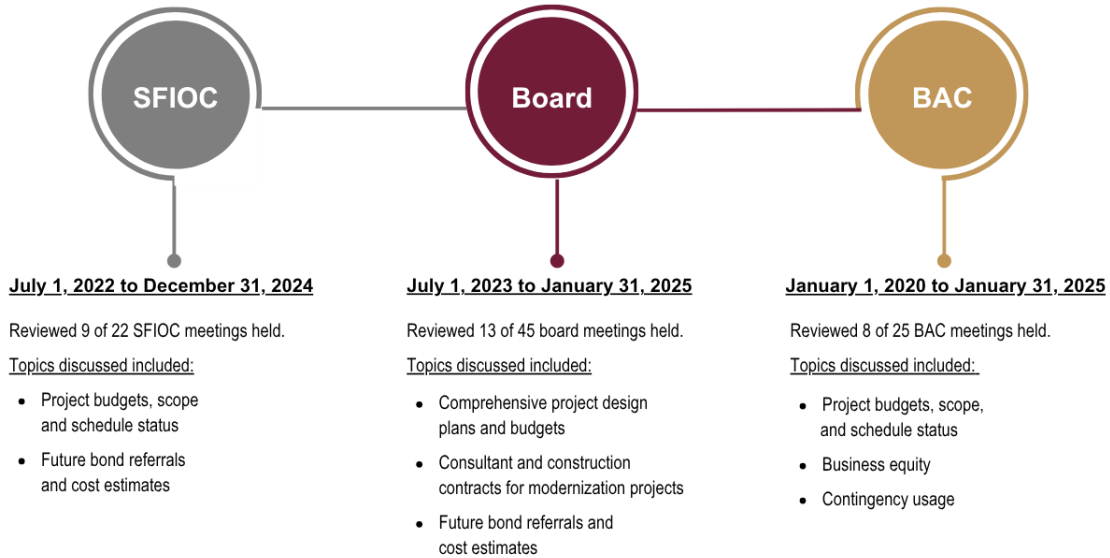 SFIOC
July 1, 2022 to December 31, 2024
Reviewed 9 of 22 SFIOC meetings held.
Topics discussed included:
• Project budgets, scope
and schedule status
• Future bond referrals
and cost estimates
Board
July 1, 2023 to January 31, 2025
Reviewed 13 of 45 board meetings held.
Topics discussed included:
• Comprehensive project design
plans and budgets
• Consultant and construction
contracts for modernization projects
• Future bond referrals and
cost estimates
BAC
January 1, 2020 to January 31, 2025
Reviewed 8 of 25 BAC meetings held.
Topics discussed included:
• Project budgets, scope,
and schedule status
• Business equity
• Contingency usage